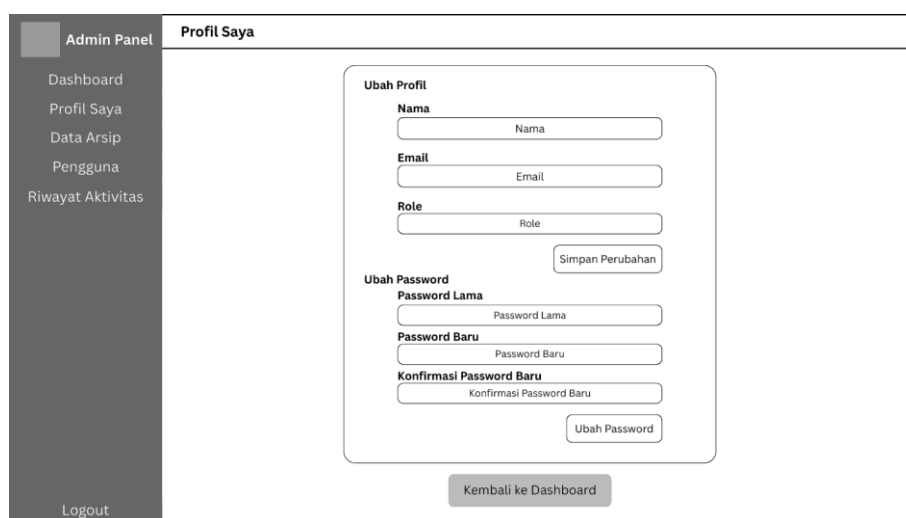 Admin Panel
Dashboard
Profil Saya
Data Arsip
Pengguna
Riwayat Aktivitas
Logout
Profil Saya
Ubah Profil
Nama
Nama
Email
Email
Role
Role
Simpan Perubahan
Ubah Password
Password Lama
Password Lama
Password Baru
Password Baru
Konfirmasi Password Baru
Konfirmasi Password Baru
Ubah Password
Kembali ke Dashboard